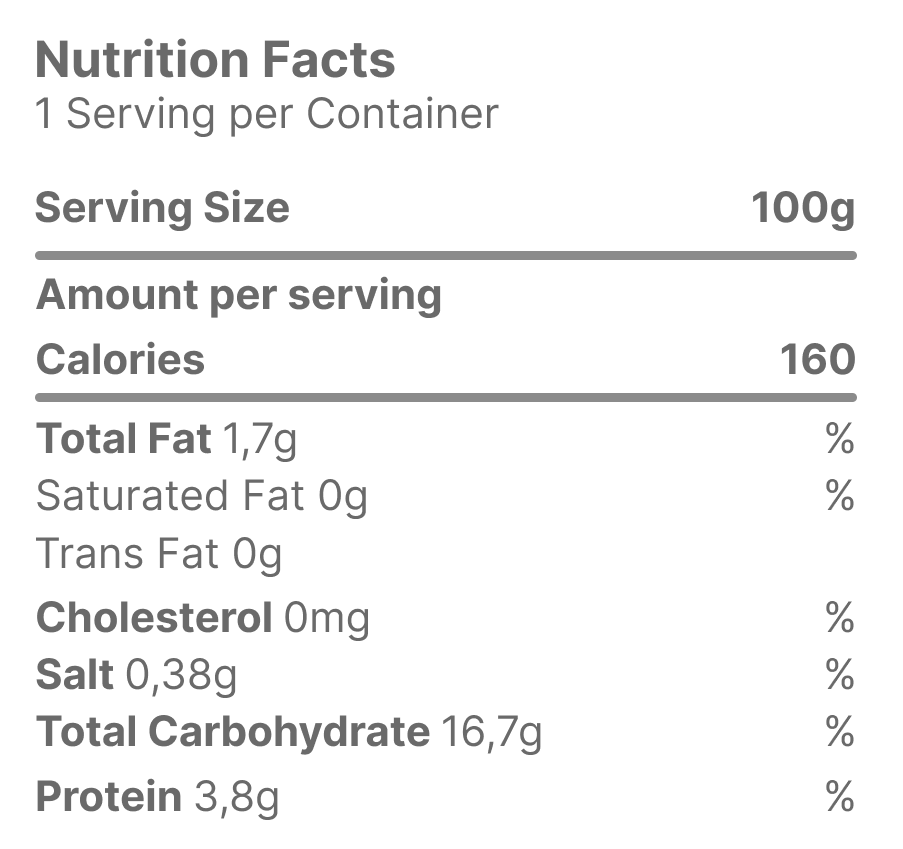 Nutrition Facts
1 Serving per Container
Serving Size 100g
Amount per serving
Calories 160
Total Fat 1,7g %
Saturated Fat 0g %
Trans Fat 0g
Cholesterol 0mg %
Salt 0,38g %
Total Carbohydrate 16,7g %
Protein 3,8g %